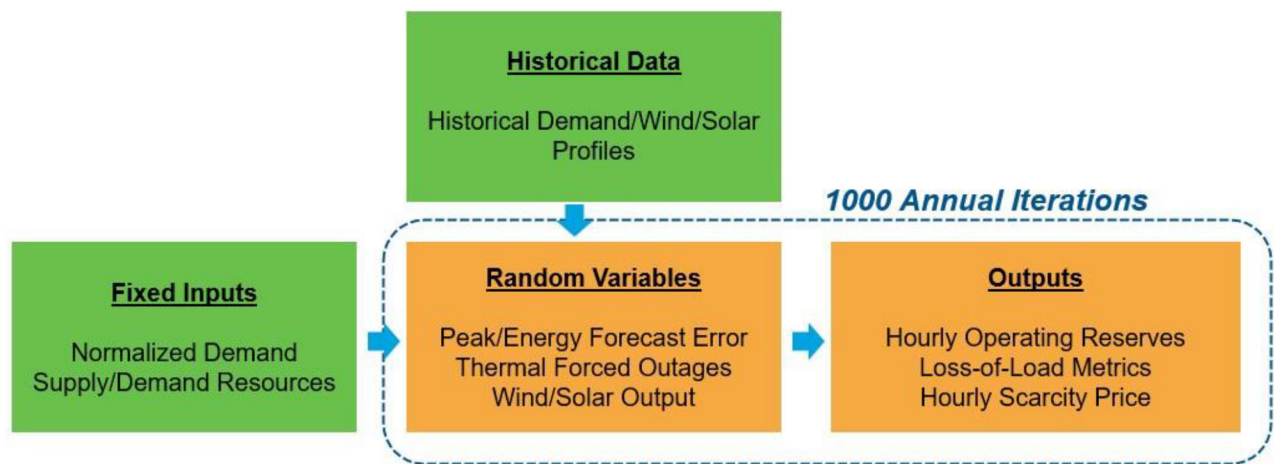 Historical Data
Historical Demand/Wind/Solar
Profiles
1000 Annual Iterations
Fixed Inputs
Normalized Demand
Supply/Demand Resources
Random Variables
Peak/Energy Forecast Error
Thermal Forced Outages
Wind/Solar Output
Outputs
Hourly Operating Reserves
Loss-of-Load Metrics
Hourly Scarcity Price